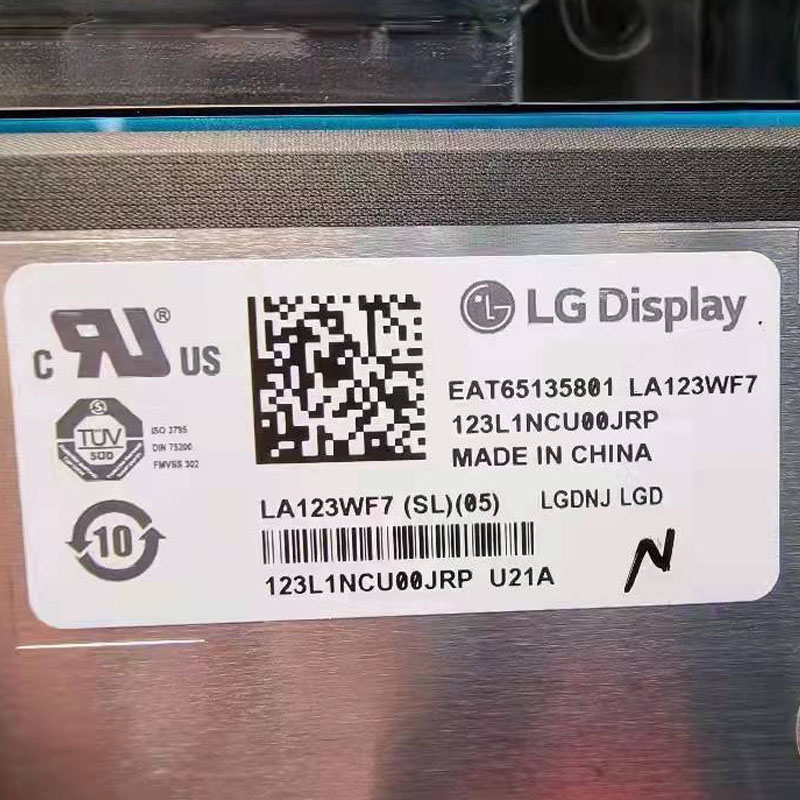 c RU ® US
LG Display
EAT65135801 LA123WF7
123L1NCU00JRP
MADE IN CHINA
TÜV
SÜD
ISO 3795
DIN 75200
FMVSS 302
LA123WF7 (SL)(05) LGDNJ LGD
10
123L1NCU00JRP U21A
N